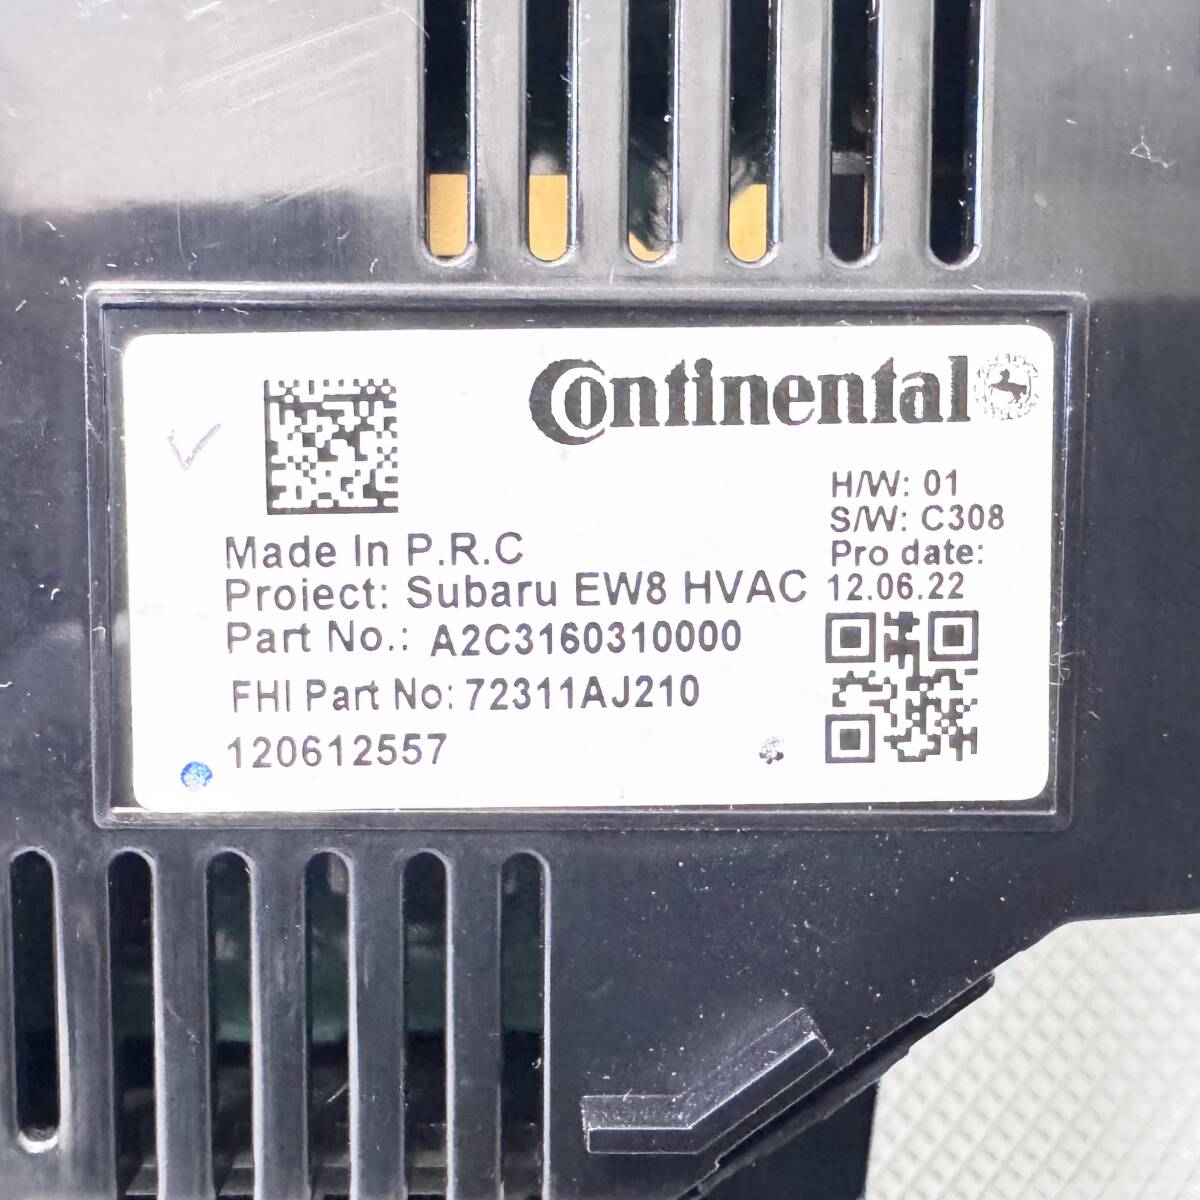 Continental
H/W: 01
S/W: C308
Pro date:
12.06.22
Made In P.R.C
Project: Subaru EW8 HVAC
Part No.: A2C3160310000
FHI Part No: 72311AJ210
120612557